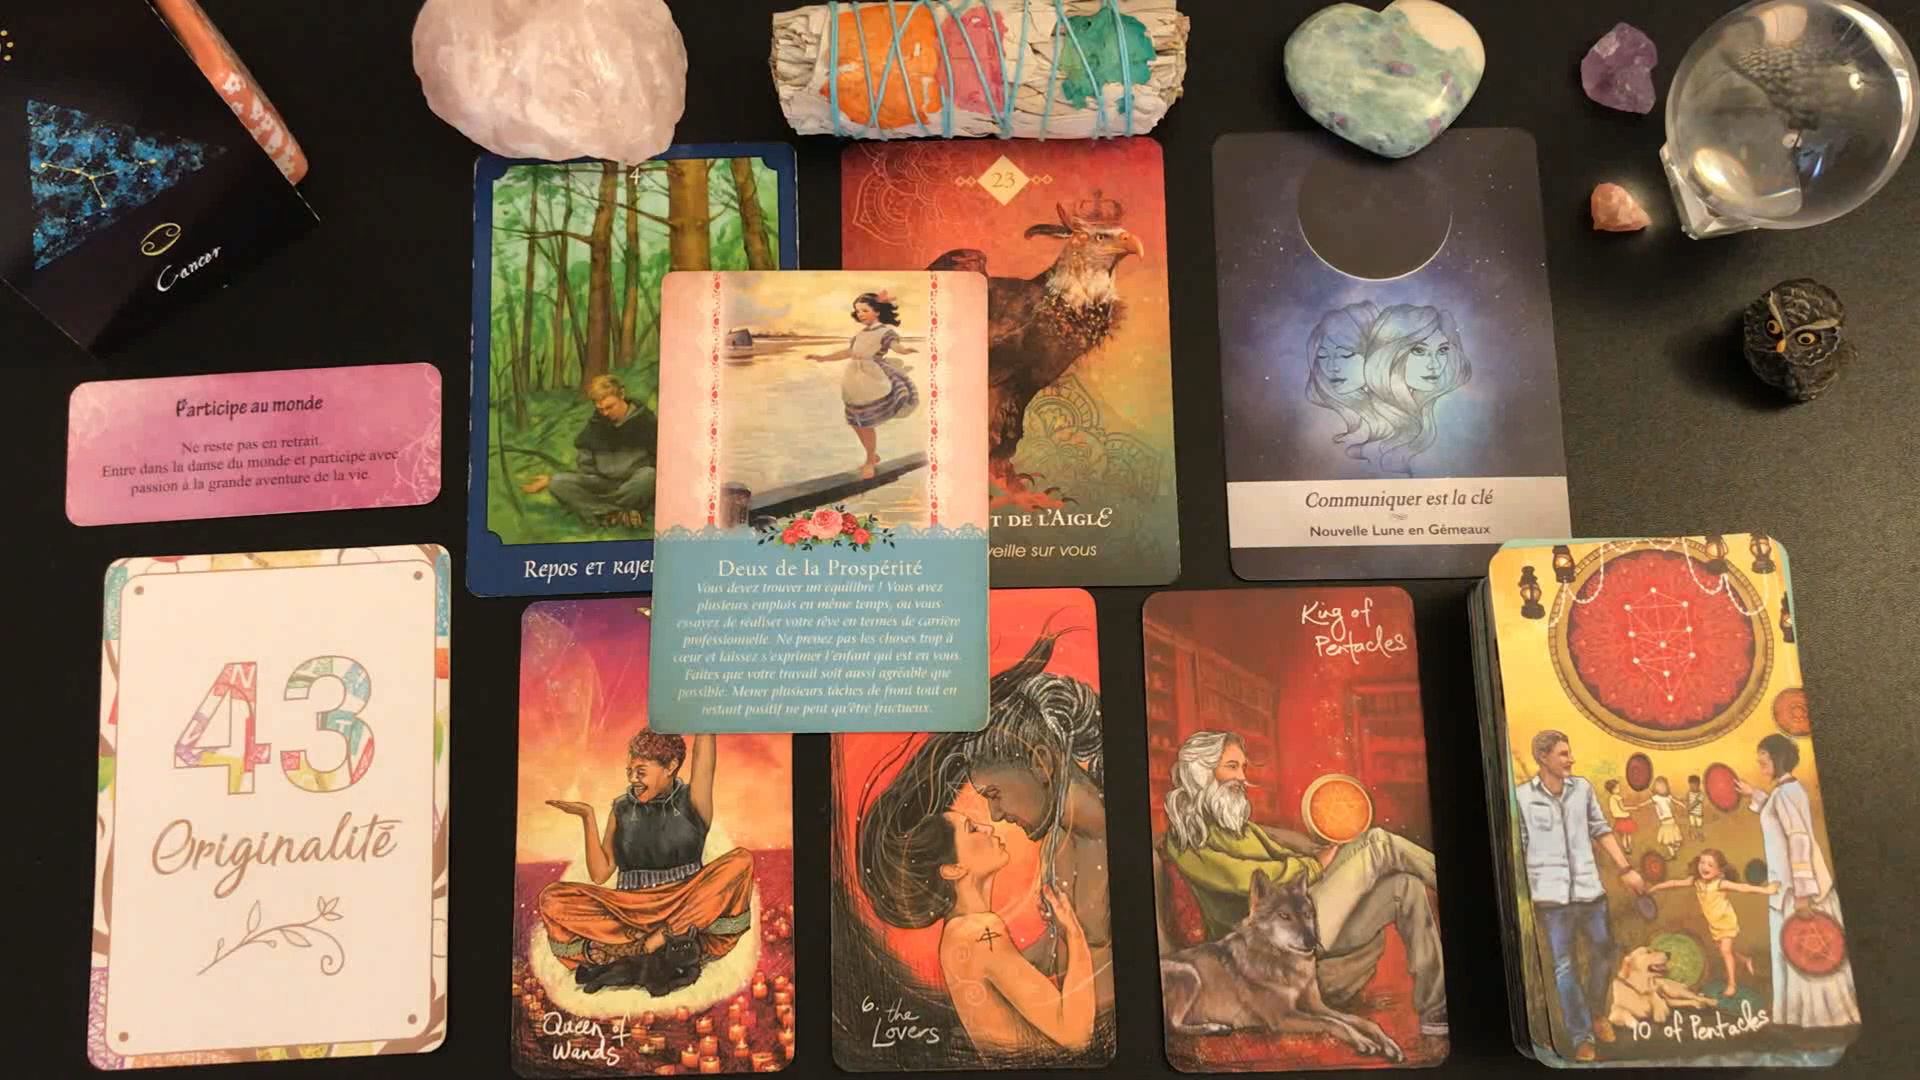 Cancer
Participe au monde
Ne reste pas en retrait.
Entre dans la danse du monde et participe avec
passion à la grande aventure de la vie.
43
Originalité
4
Repos et
23
t de l'Aigle
veille sur vous
Communiquer est la clé
Nouvelle Lune en Gémeaux
Deux de la Prospérité
Vous devez trouver un équilibre ! Vous avez
plusieurs emplois en même temps, ou vous
essayez de réaliser votre rêve en termes de carrière
professionnelle. Ne prenez pas les choses trop à
cœur et laissez s'exprimer l'enfant qui est en vous.
Faites que votre travail soit aussi agréable que
possible. Mener plusieurs tâches de front tout en
restant positif ne peut qu'être fructueux.
Queen of
Wands
6. the
Lovers
King of
Pentacles
10 of Pentacles